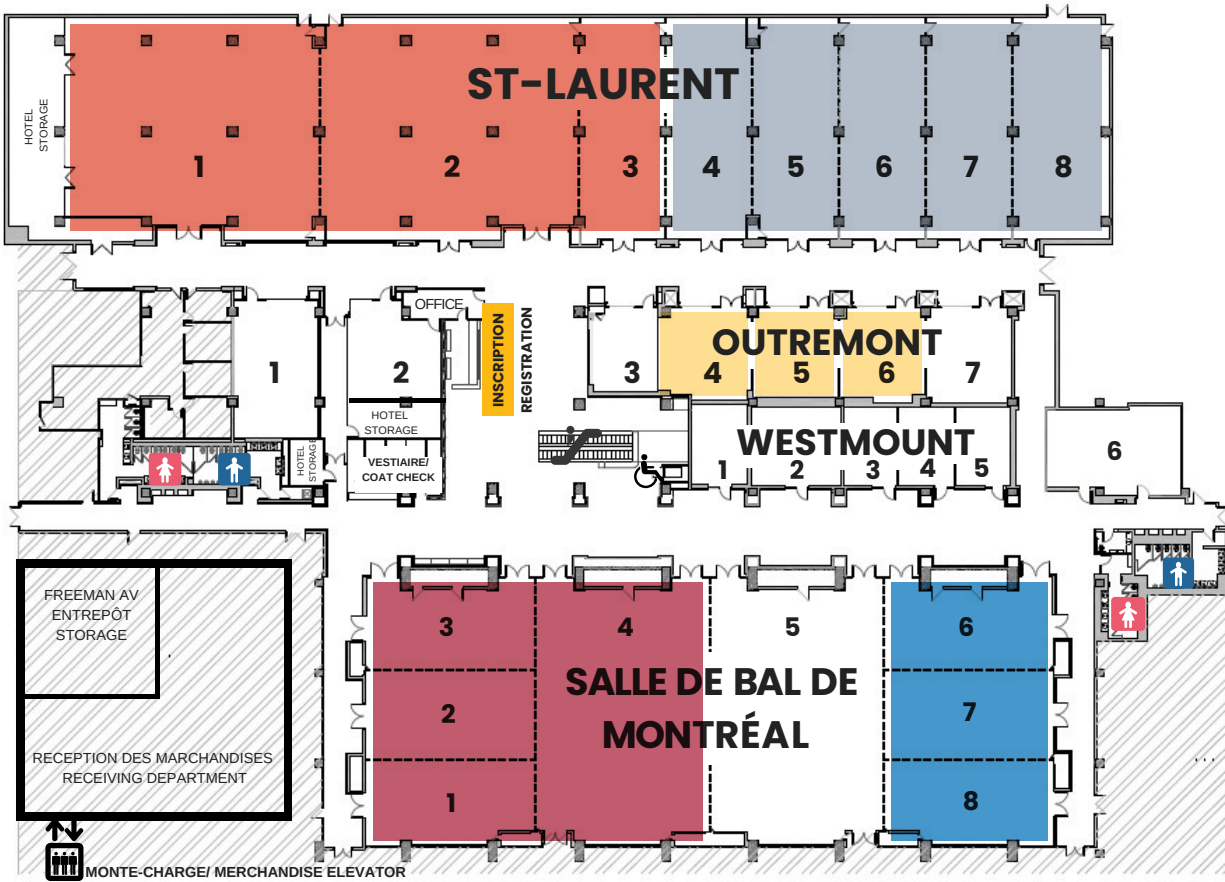 HOTEL
STORAGE
ST-LAURENT
1
2
3
4
5
6
7
8
OFFICE
INSCRIPTION
REGISTRATION
OUTREMONT
1
2
3
4
5
6
7
HOTEL
STORAGE
HOTEL
STORAGE
VESTIAIRE/
COAT CHECK
WESTMOUNT
1
2
3
4
5
6
FREEMAN AV
ENTREPÔT
STORAGE
RECEPTION DES MARCHANDISES
RECEIVING DEPARTMENT
3
4
5
6
SALLE DE BAL DE
MONTRÉAL
2
7
1
8
MONTE-CHARGE/ MERCHANDISE ELEVATOR